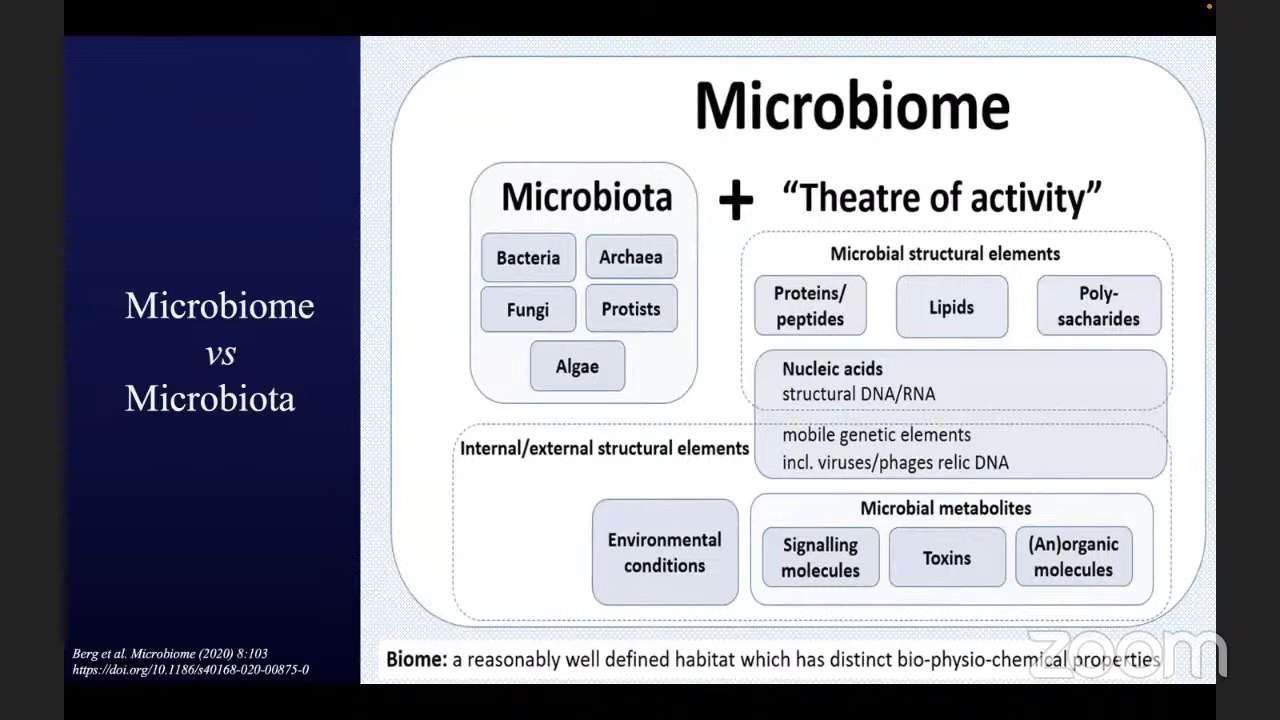 Microbiome
vs
Microbiota
Berg et al. Microbiome (2020) 8:103
https://doi.org/10.1186/s40168-020-00875-0
Microbiome
Microbiota
+
“Theatre of activity”
Bacteria
Archaea
Fungi
Protists
Algae
Microbial structural elements
Proteins/
peptides
Lipids
Poly-
sacharides
Nucleic acids
structural DNA/RNA
mobile genetic elements
incl. viruses/phages relic DNA
Internal/external structural elements
Environmental
conditions
Microbial metabolites
Signalling
molecules
Toxins
(An)organic
molecules
Biome: a reasonably well defined habitat which has distinct bio-physio-chemical properties
zoom